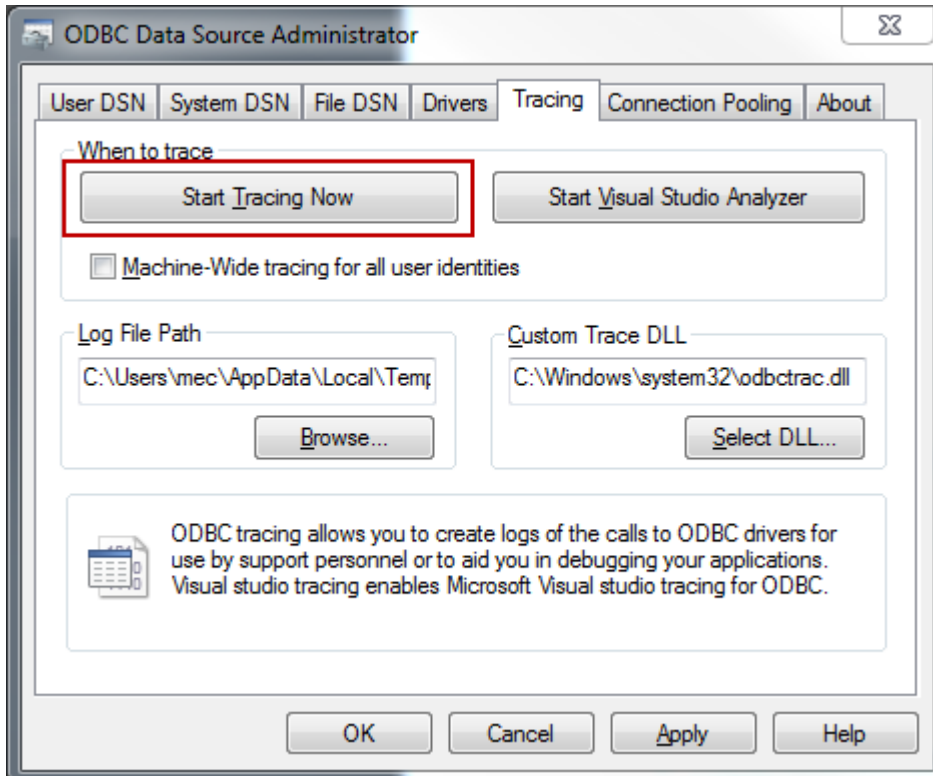 ODBC Data Source Administrator
User DSN System DSN File DSN Drivers Tracing Connection Pooling About
When to trace
Start Tracing Now Start Visual Studio Analyzer
Machine-Wide tracing for all user identities
Log File Path Custom Trace DLL
C:\Users\mec\AppData\Local\Temp C:\Windows\system32\odbctrac.dll
Browse... Select DLL...
ODBC tracing allows you to create logs of the calls to ODBC drivers for
use by support personnel or to aid you in debugging your applications.
Visual studio tracing enables Microsoft Visual studio tracing for ODBC.
OK Cancel Apply Help